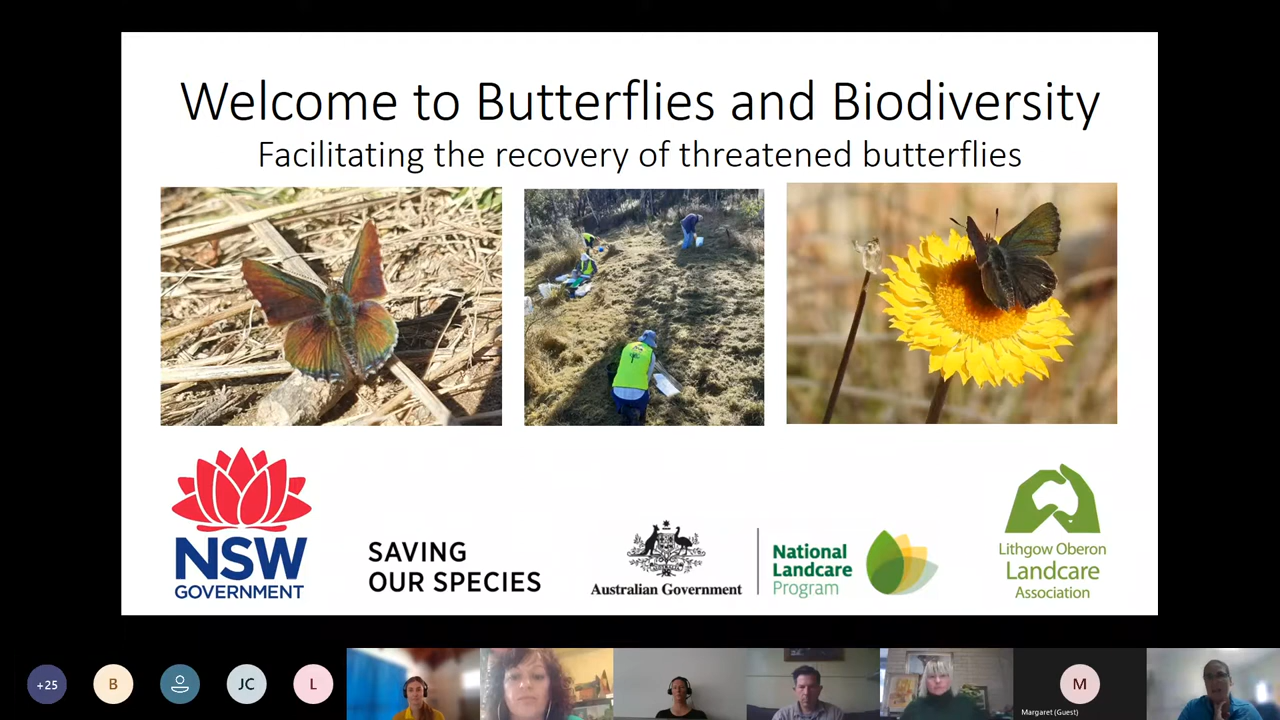 Welcome to Butterflies and Biodiversity
Facilitating the recovery of threatened butterflies
NSW
GOVERNMENT
SAVING
OUR SPECIES
Australian Government
National
Landcare
Program
Lithgow Oberon
Landcare
Association
+25
B
JC
L
M
Margaret (Guest)